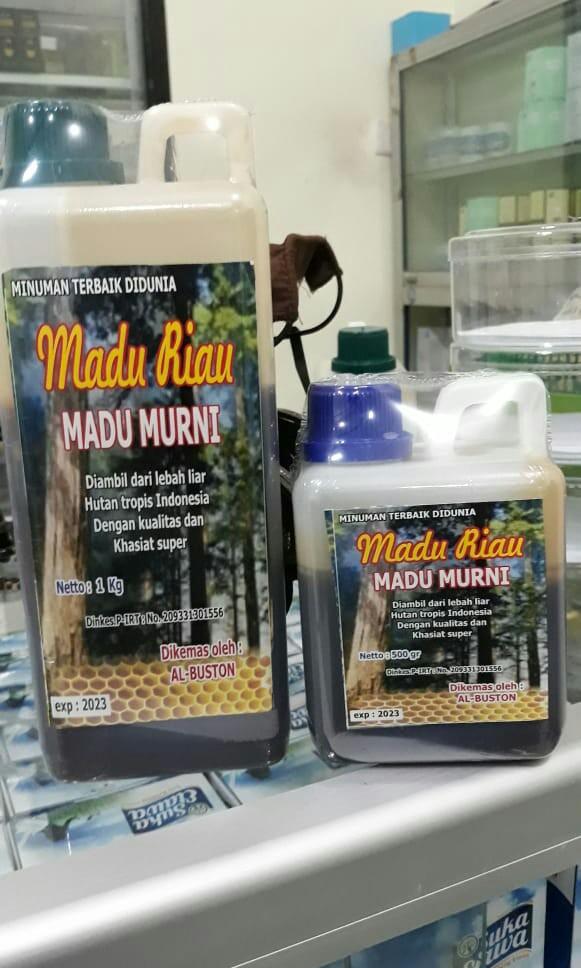 MINUMAN TERBAIK DIDUNIA
Madu Riau
MADU MURNI
Diambil dari lebah liar
Hutan tropis Indonesia
Dengan kualitas dan
Khasiat super
Netto : 1 Kg
Dinkes P-IRT : No. 209331301556
Dikemas oleh :
AL-BUSTON
exp : 2023
MINUMAN TERBAIK DIDUNIA
Madu Riau
MADU MURNI
Diambil dari lebah liar
Hutan tropis Indonesia
Dengan kualitas dan
Khasiat super
Netto : 500 gr
Dinkes P-IRT : No. 209331301556
Dikemas oleh :
AL-BUSTON
exp : 2023
Suka
Etawa